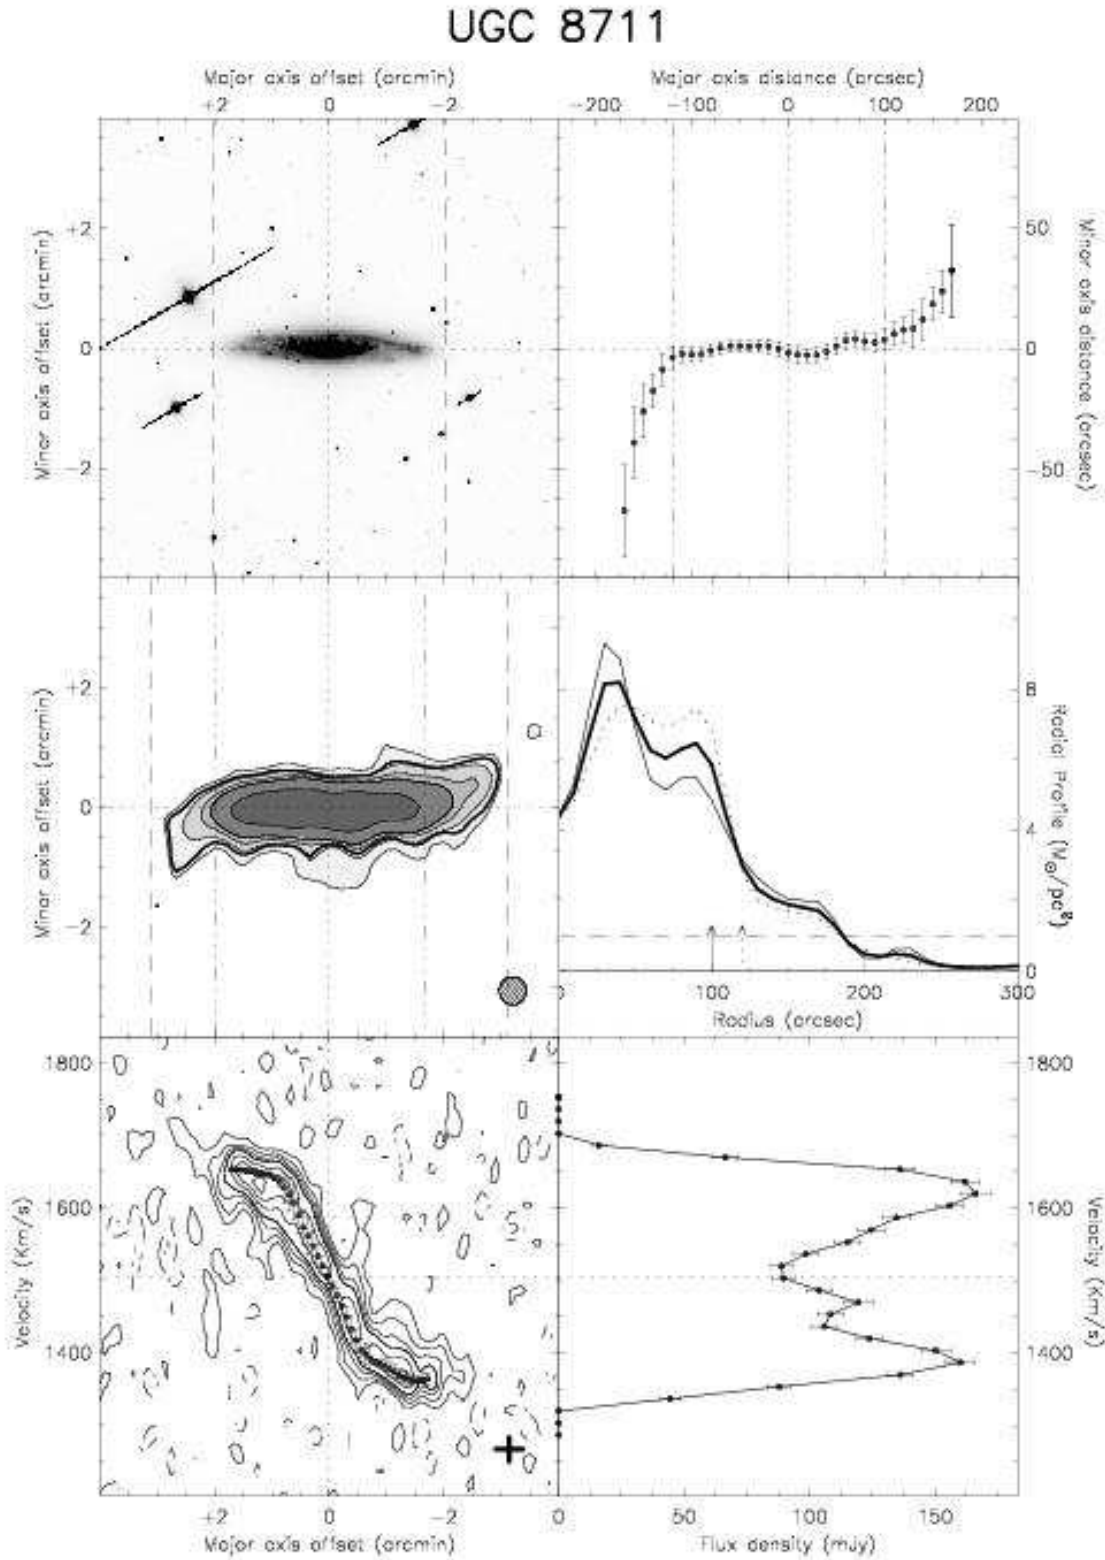 UGC 8711
Major axis offset (arcmin)
+2 0 −2
Major axis distance (arcsec)
−200 −100 0 100 200
Minor axis offset (arcmin)
+2
0
−2
50
0
−50
Minor axis distance (arcsec)
Minor axis offset (arcmin)
+2
0
−2
8
4
0
Radial Profile (M⊙/pc²)
0 100 200 300
Radius (arcsec)
Velocity (Km/s)
1800
1600
1400
1800
1600
1400
Velocity (Km/s)
+2 0 −2
Major axis offset (arcmin)
0 50 100 150
Flux density (mJy)